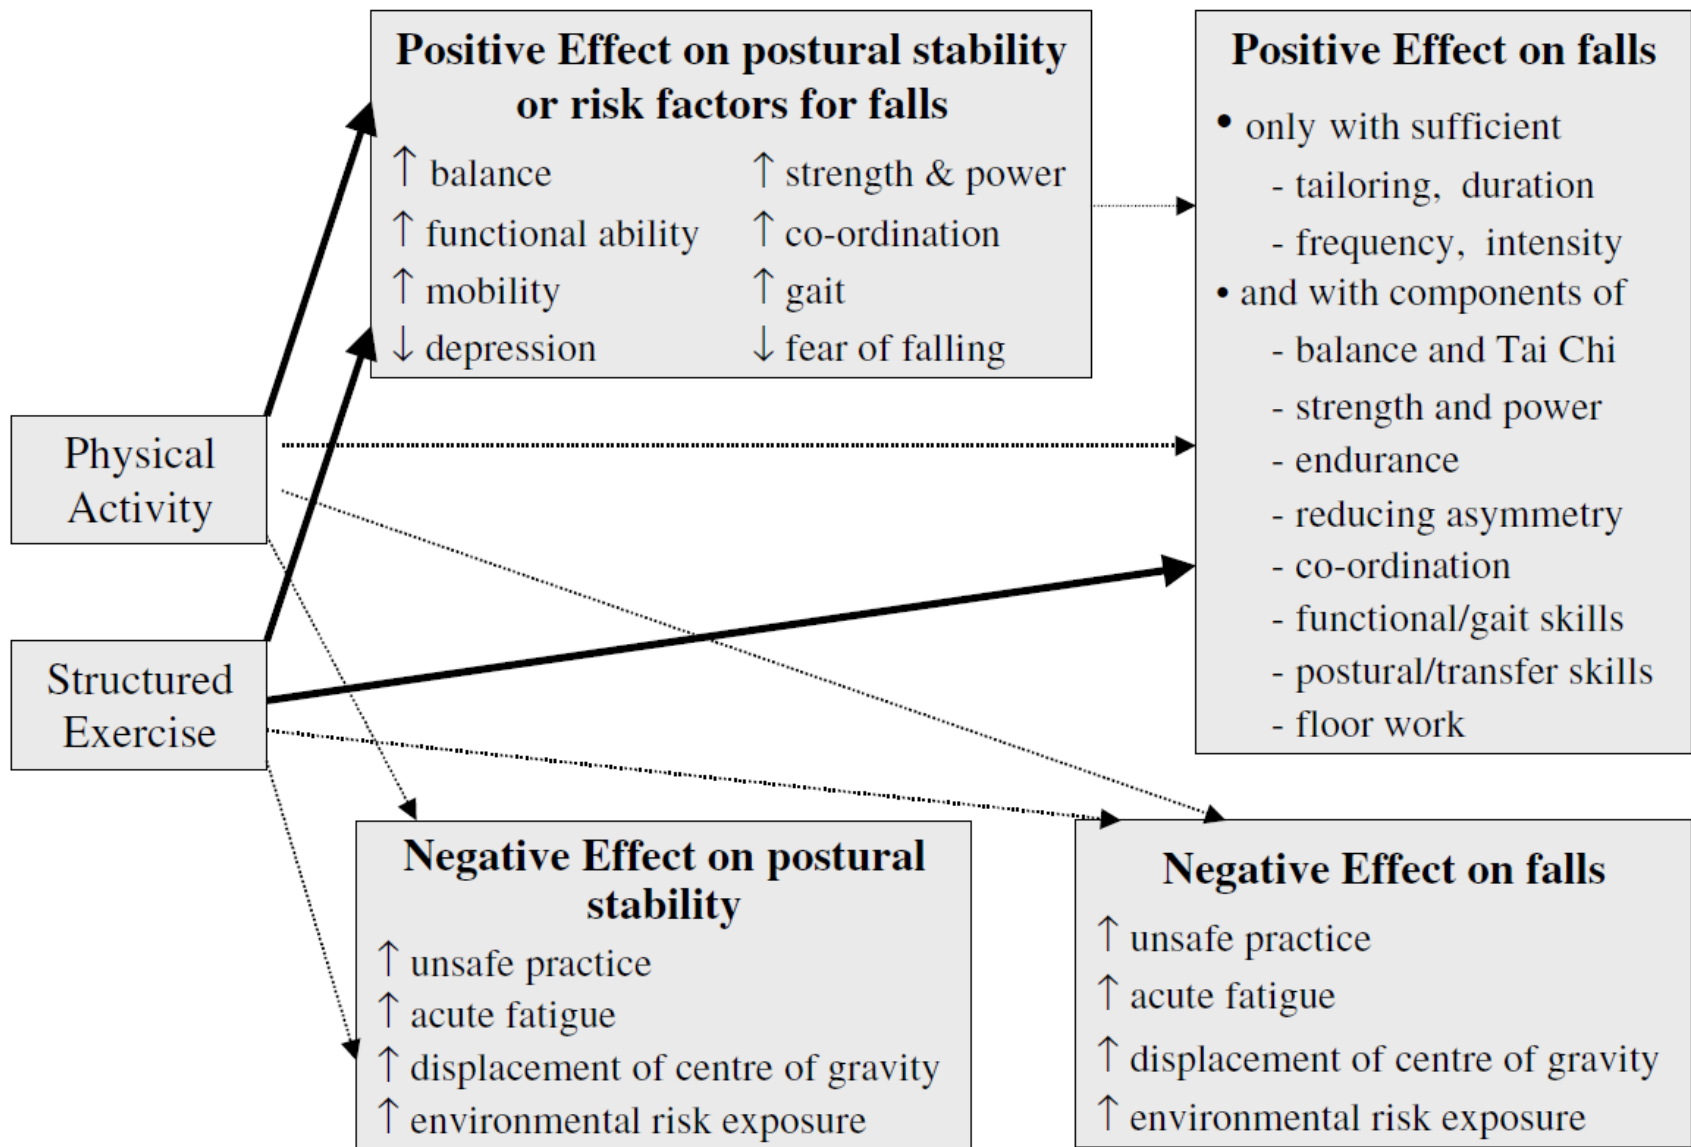 Positive Effect on postural stability
or risk factors for falls
↑ balance
↑ functional ability
↑ mobility
↓ depression
↑ strength & power
↑ co-ordination
↑ gait
↓ fear of falling
Positive Effect on falls
• only with sufficient
- tailoring, duration
- frequency, intensity
• and with components of
- balance and Tai Chi
- strength and power
- endurance
- reducing asymmetry
- co-ordination
- functional/gait skills
- postural/transfer skills
- floor work
Physical
Activity
Structured
Exercise
Negative Effect on postural
stability
↑ unsafe practice
↑ acute fatigue
↑ displacement of centre of gravity
↑ environmental risk exposure
Negative Effect on falls
↑ unsafe practice
↑ acute fatigue
↑ displacement of centre of gravity
↑ environmental risk exposure